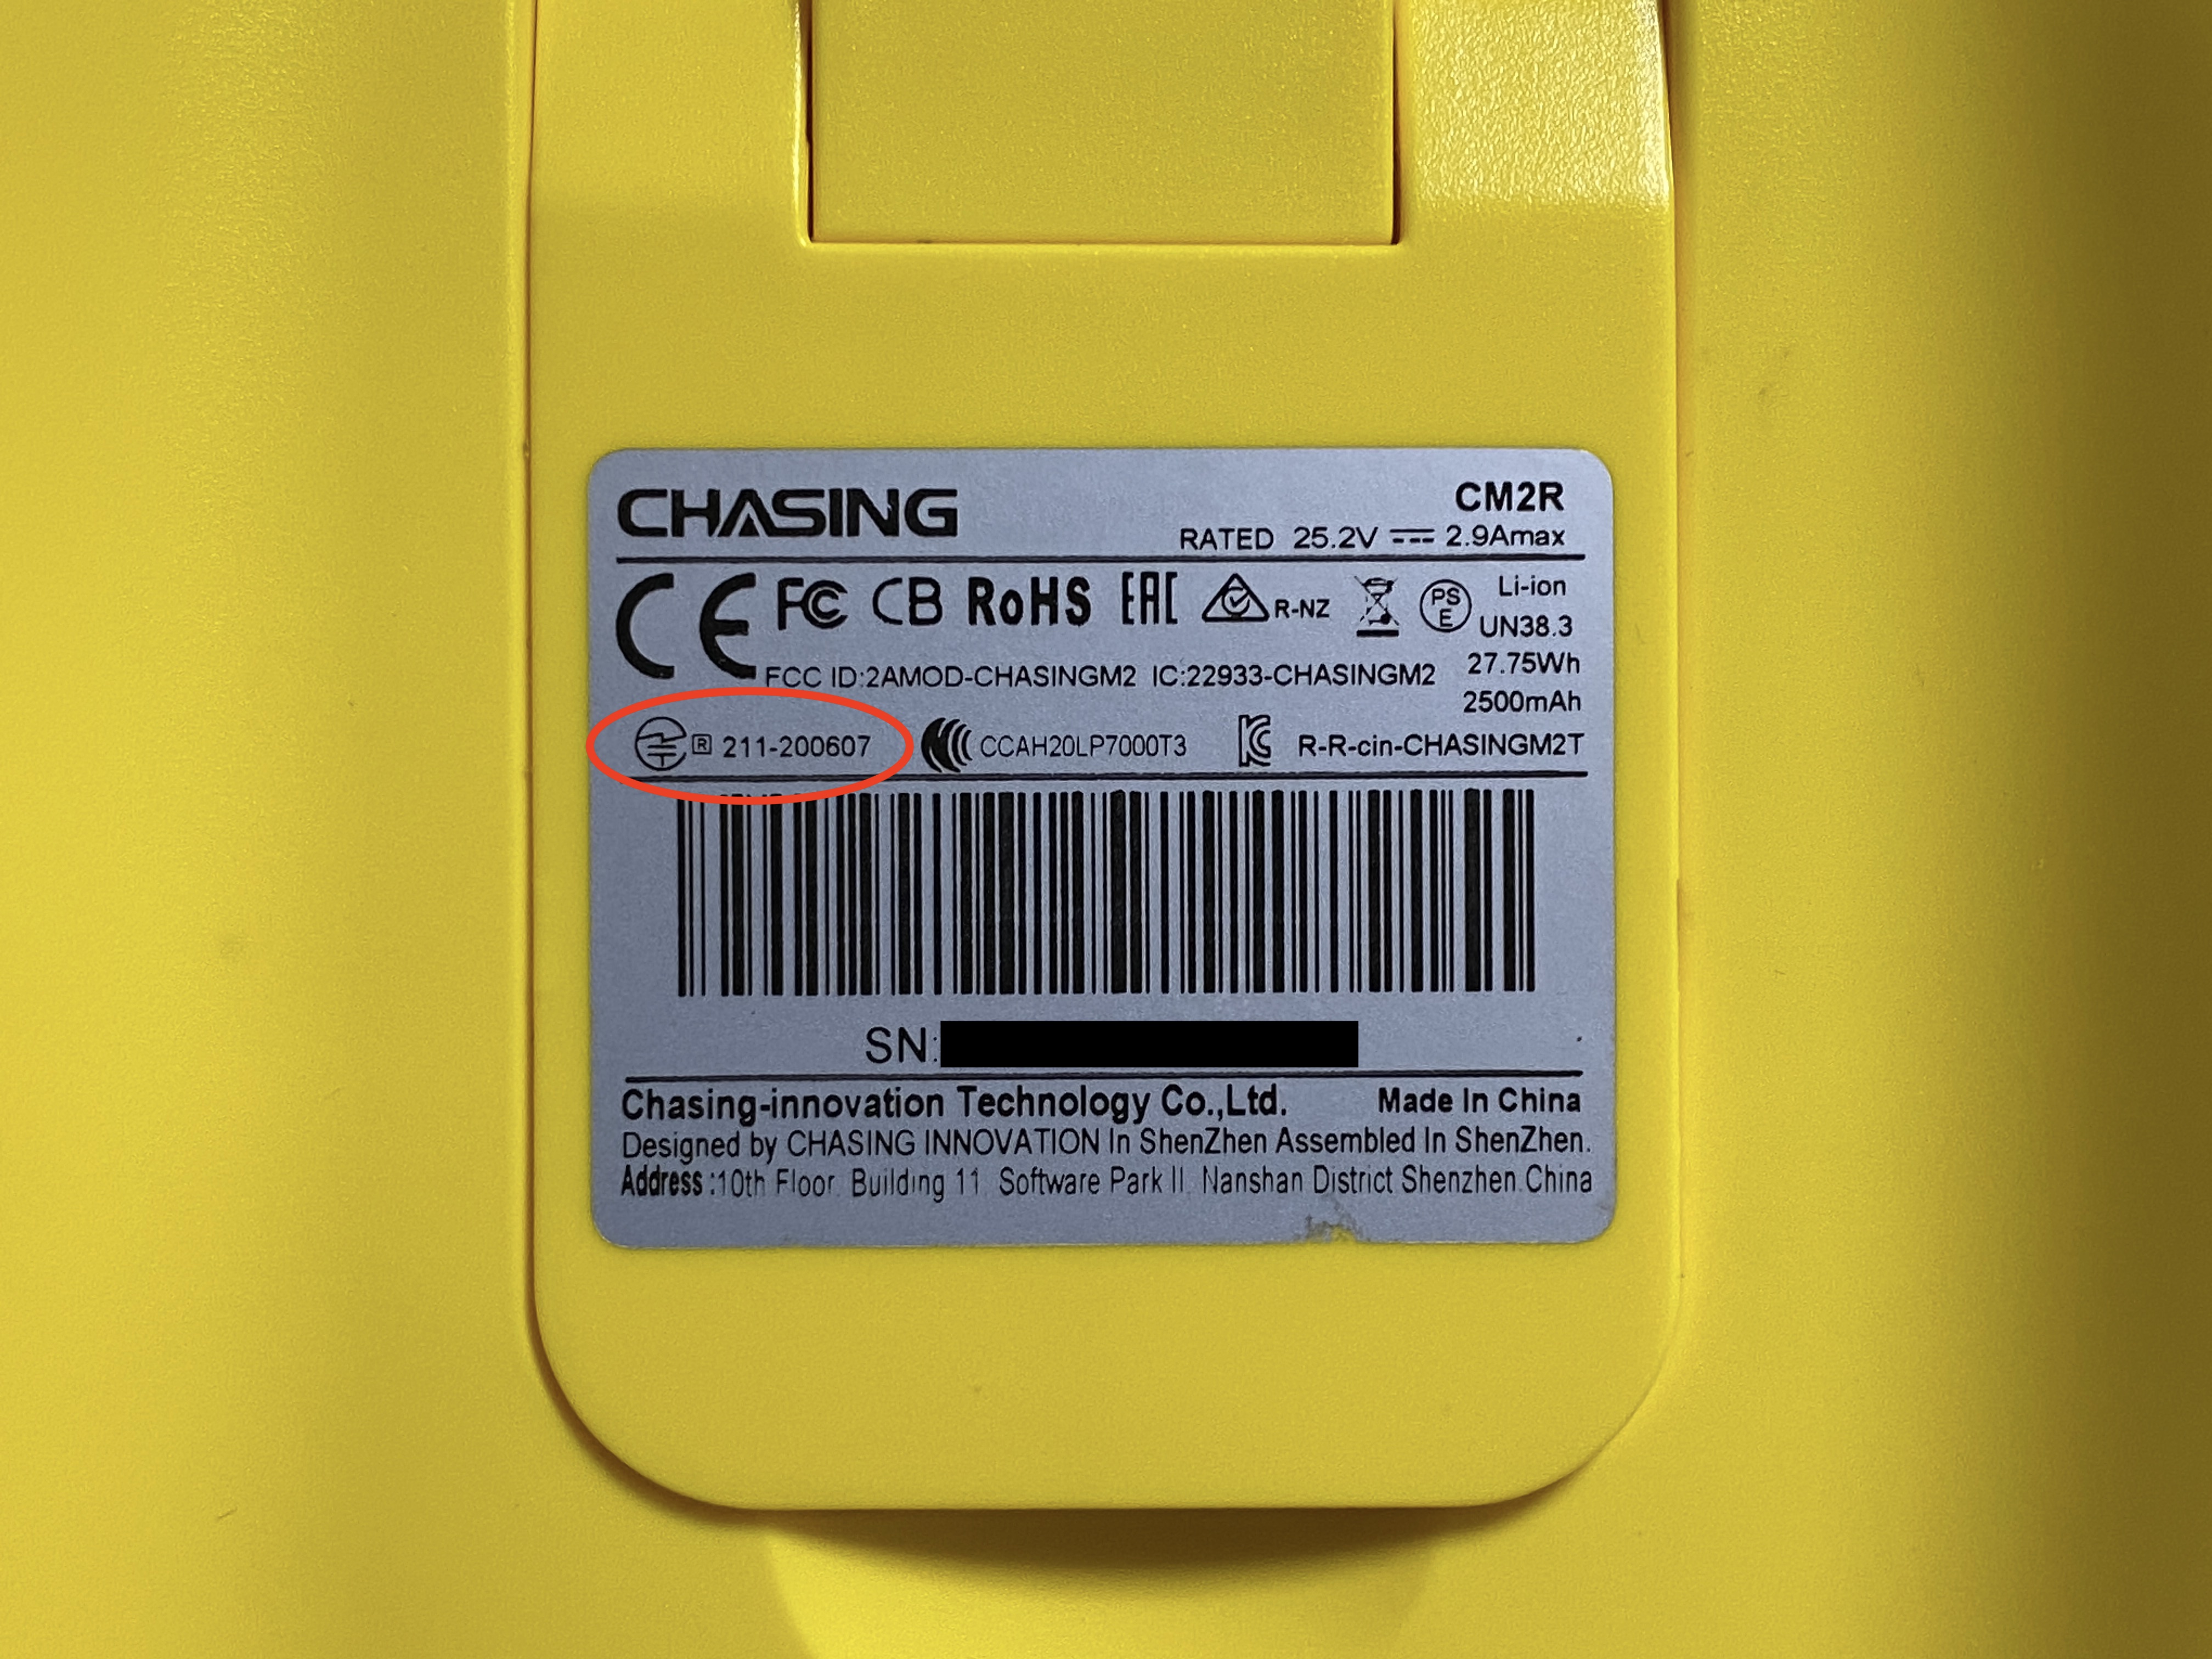 CHASING
CM2R
RATED 25.2V 2.9Amax
CE FC CB RoHS EAC R-NZ PSE Li-ion
UN38.3
FCC ID:2AMOD-CHASINGM2 IC:22933-CHASINGM2 27.75Wh
2500mAh
R 211-200607 CCAH20LP7000T3 KC R-R-cin-CHASINGM2T
SN:
Chasing-innovation Technology Co.,Ltd. Made In China
Designed by CHASING INNOVATION In ShenZhen Assembled In ShenZhen.
Address :10th Floor Building 11 Software Park II Nanshan District Shenzhen.China